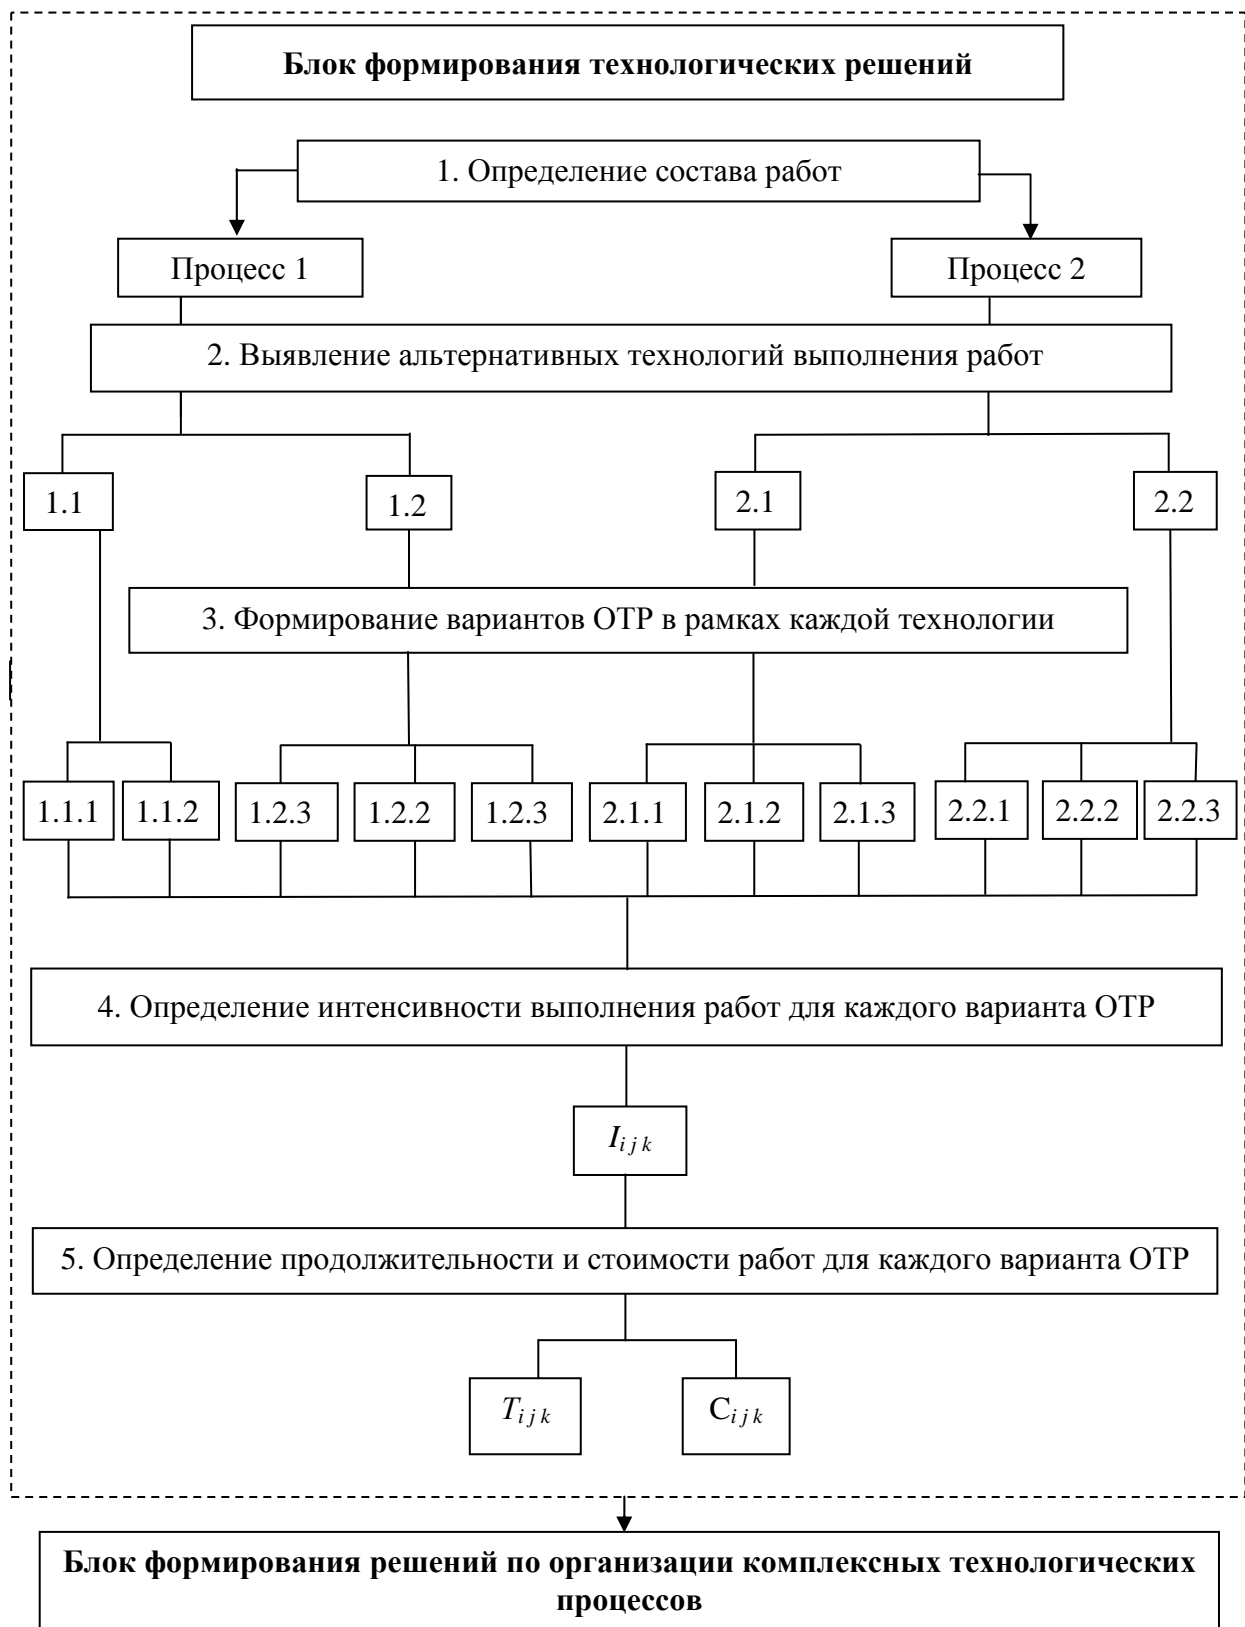 Блок формирования технологических решений
1. Определение состава работ
Процесс 1
Процесс 2
2. Выявление альтернативных технологий выполнения работ
1.1
1.2
2.1
2.2
3. Формирование вариантов ОТР в рамках каждой технологии
1.1.1
1.1.2
1.2.3
1.2.2
1.2.3
2.1.1
2.1.2
2.1.3
2.2.1
2.2.2
2.2.3
4. Определение интенсивности выполнения работ для каждого варианта ОТР
I i j k
5. Определение продолжительности и стоимости работ для каждого варианта ОТР
T i j k
C i j k
Блок формирования решений по организации комплексных технологических
процессов